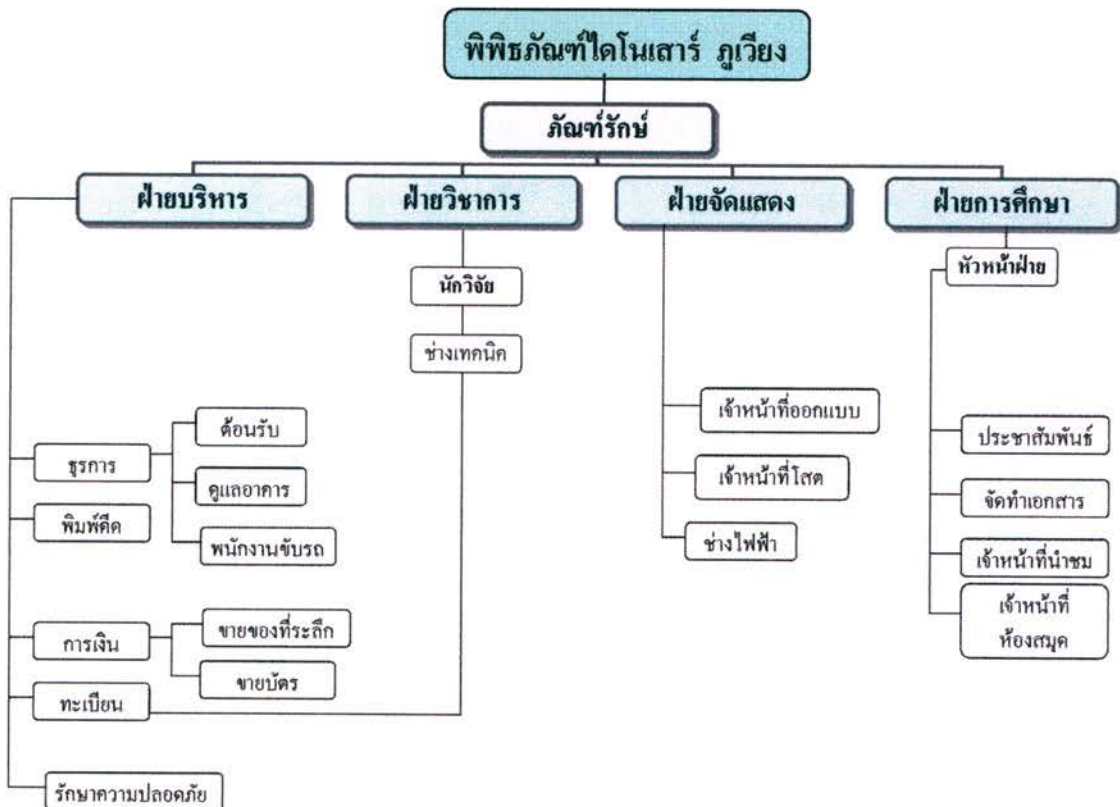 พิพิธภัณฑ์ไดโนเสาร์ ภูเวียง
ภัณฑ์รักษ์
ฝ่ายบริหาร
ฝ่ายวิชาการ
ฝ่ายจัดแสดง
ฝ่ายการศึกษา
นักวิจัย
หัวหน้าฝ่าย
ช่างเทคนิค
ต้อนรับ
เจ้าหน้าที่ออกแบบ
ธุรการ
ประชาสัมพันธ์
ดูแลอาคาร
เจ้าหน้าที่โสต
จัดทำเอกสาร
พิมพ์ดีด
พนักงานขับรถ
ช่างไฟฟ้า
เจ้าหน้าที่นำชม
การเงิน
ขายของที่ระลึก
เจ้าหน้าที่
ห้องสมุด
ขายบัตร
ทะเบียน
รักษาความปลอดภัย